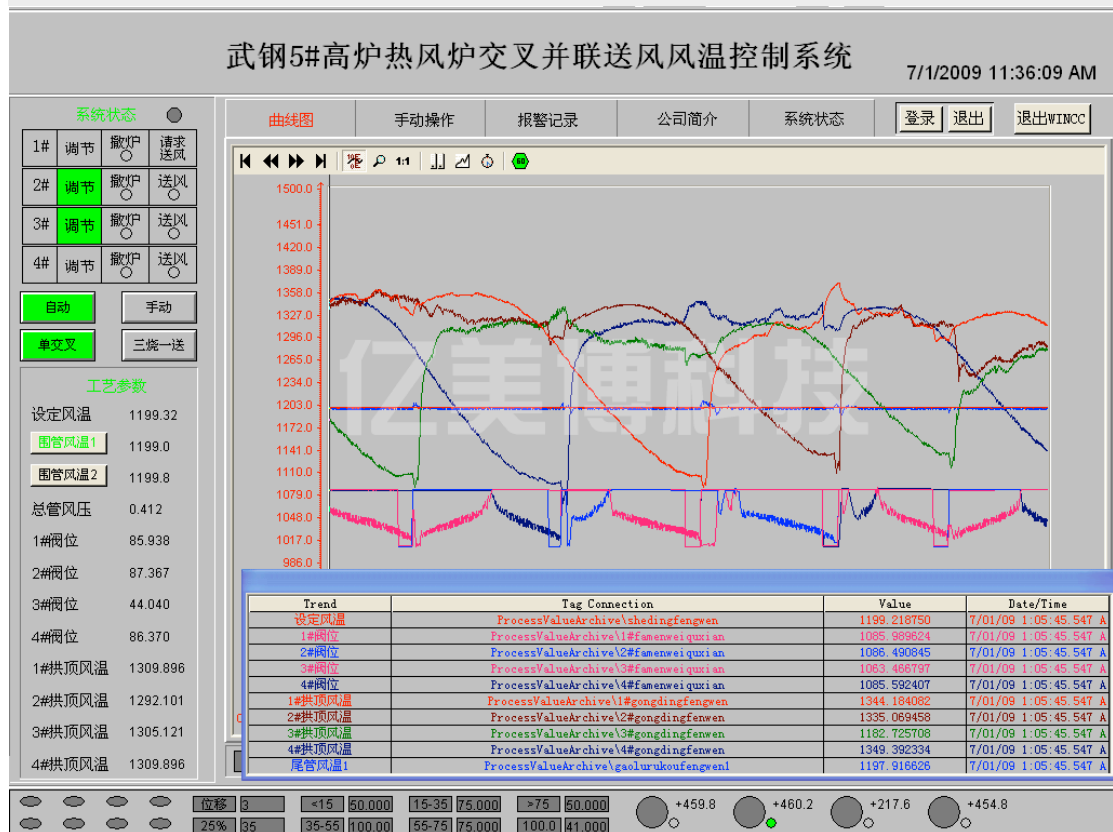 武钢5#高炉热风炉交叉并联送风风温控制系统
7/1/2009 11:36:09 AM
系统状态
曲线图 手动操作 报警记录 公司简介 系统状态 登录 退出 退出WINCC
1# 调节 撤炉 请求送风
2# 调节 撤炉 送风
3# 调节 撤炉 送风
4# 调节 撤炉 送风
自动 手动
单交叉 三烧一送
工艺参数
设定风温 1199.32
围管风温1 1199.0
围管风温2 1199.8
总管风压 0.412
1#阀位 85.938
2#阀位 87.367
3#阀位 44.040
4#阀位 86.370
1#拱顶风温 1309.896
2#拱顶风温 1292.101
3#拱顶风温 1305.121
4#拱顶风温 1309.896
1:1
1500.0
1451.0
1420.0
1389.0
1358.0
1327.0
1296.0
1265.0
1234.0
1203.0
1172.0
1141.0
1110.0
1079.0
1048.0
1017.0
986.0
亿美博科技
Trend Tag Connection Value Date/Time
设定风温 ProcessValueArchive\shedingfengwen 1199.218750 7/01/09 1:05:45.547 A
1#阀位 ProcessValueArchive\1#famenweiquxian 1085.989624 7/01/09 1:05:45.547 A
2#阀位 ProcessValueArchive\2#famenweiquxian 1086.490845 7/01/09 1:05:45.547 A
3#阀位 ProcessValueArchive\3#famenweiquxian 1063.466797 7/01/09 1:05:45.547 A
4#阀位 ProcessValueArchive\4#famenweiquxian 1085.592407 7/01/09 1:05:45.547 A
1#拱顶风温 ProcessValueArchive\1#gongdingfengwen 1344.184082 7/01/09 1:05:45.547 A
2#拱顶风温 ProcessValueArchive\2#gongdingfenwen 1335.069458 7/01/09 1:05:45.547 A
3#拱顶风温 ProcessValueArchive\3#gongdingfenwen 1182.725708 7/01/09 1:05:45.547 A
4#拱顶风温 ProcessValueArchive\4#gongdingfenwen 1349.392334 7/01/09 1:05:45.547 A
尾管风温1 ProcessValueArchive\gaolurukoufengwen1 1197.916626 7/01/09 1:05:45.547 A
位移 3 <15 50.000 15-35 75.000 >75 50.000 +459.8 +460.2 +217.6 +454.8
25% 35 35-55 100.00 55-75 75.000 100.0 41.000